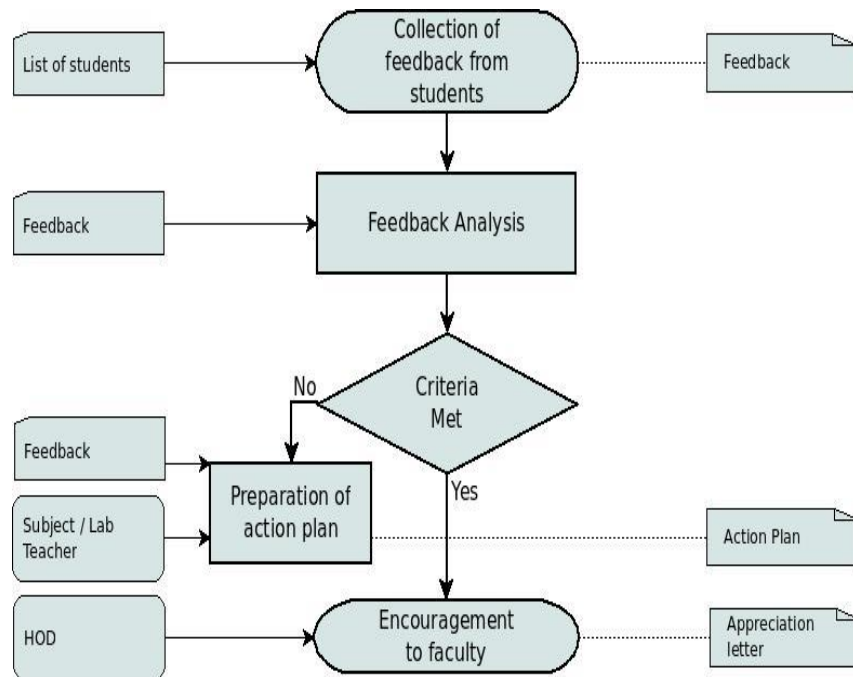 Collection of
feedback from
students
List of students
Feedback
Feedback Analysis
Feedback
Criteria
Met
No
Yes
Feedback
Preparation of
action plan
Subject / Lab
Teacher
Action Plan
HOD
Encouragement
to faculty
Appreciation
letter